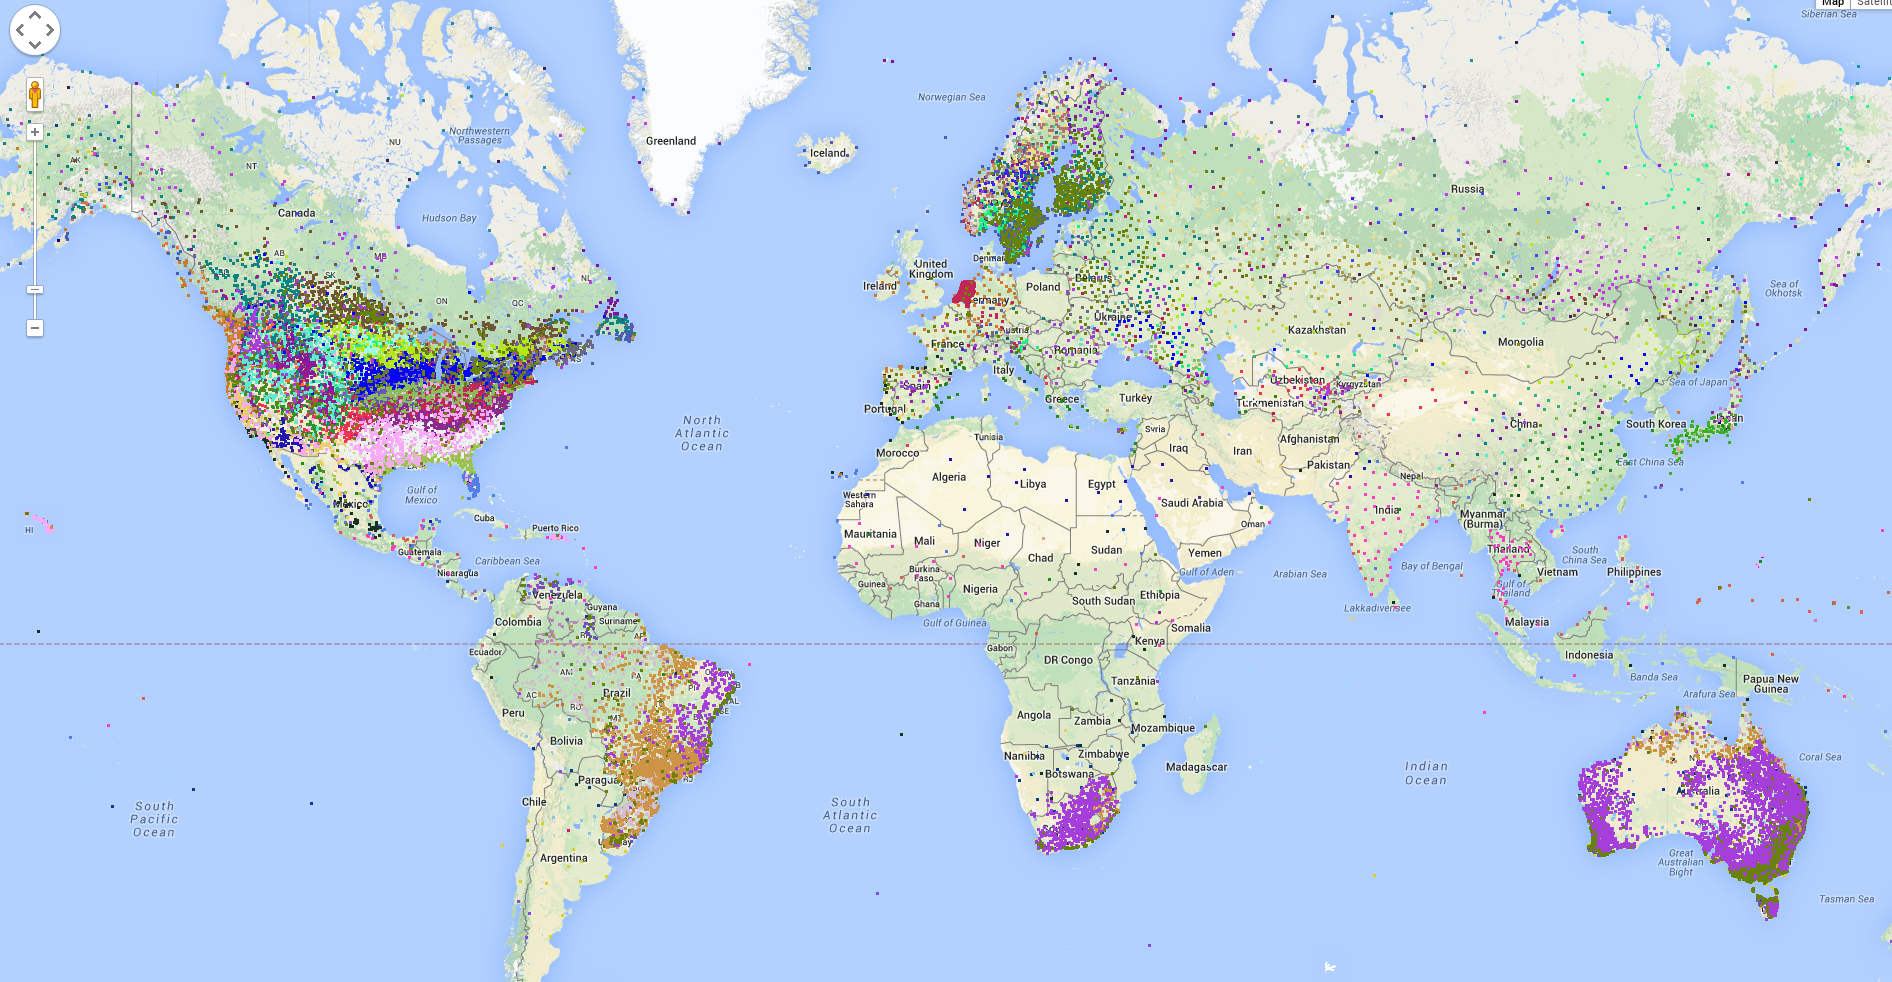 Map
Satelli
Siberian Sea
Norwegian Sea
Northwestern
Passages
Greenland
Iceland
NU
AK
NT
YT
Russia
Canada
Hudson Bay
AB
MB
SK
NL
ON
QC
United
Kingdom
Ireland
Denmar
Poland
Belarus
Germany
Ukraine
Austria
France
Romania
Italy
Spain
Portugal
Greece
Turkey
Kazakhstan
Mongolia
Sea of
Okhotsk
Uzbekistan
Kyrgyzstan
Turkmenistan
Sea of Japan
South Korea
Japan
China
East China Sea
North
Atlantic
Ocean
Tunisia
Morocco
Syria
Iraq
Iran
Afghanistan
Pakistan
Nepal
Algeria
Libya
Egypt
Western
Sahara
Saudi Arabia
Oman
India
Myanmar
(Burma)
Gulf of
Mexico
México
Cuba
Puerto Rico
HI
Guatemala
Caribbean Sea
Nicaragua
Mauritania
Mali
Niger
Chad
Sudan
Yemen
Gulf of Aden
Arabian Sea
Bay of Bengal
Thailand
Vietnam
South
China Sea
Philippines
Gulf of
Thailand
Burkina
Faso
Guinea
Ghana
Nigeria
South Sudan
Ethiopia
Somalia
Lakkadivensee
Malaysia
Venezuela
Guyana
Suriname
Colombia
Gulf of Guinea
Ecuador
AP
Gabon
DR Congo
Kenya
Indonesia
Banda Sea
Arafura Sea
Papua New
Guinea
AM
PA
AC
Brazil
PI
AL
SE
Peru
Tanzania
Angola
Zambia
Mozambique
Bolivia
Namibia
Zimbabwe
Botswana
Madagascar
Indian
Ocean
Coral Sea
Australia
RJ
Paragua
Chile
South
Pacific
Ocean
South
Atlantic
Ocean
Uruguay
Argentina
Great
Australian
Bight
Tasman Sea